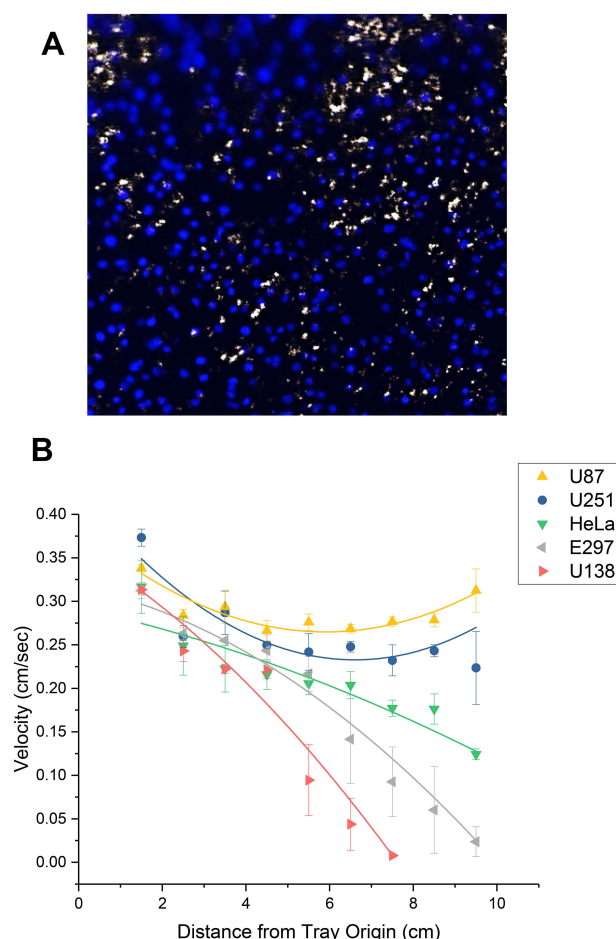 A
B
U87
U251
HeLa
E297
U138
0.40
0.35
0.30
0.25
0.20
0.15
0.10
0.05
0.00
Velocity (cm/sec)
0 2 4 6 8 10
Distance from Tray Origin (cm)